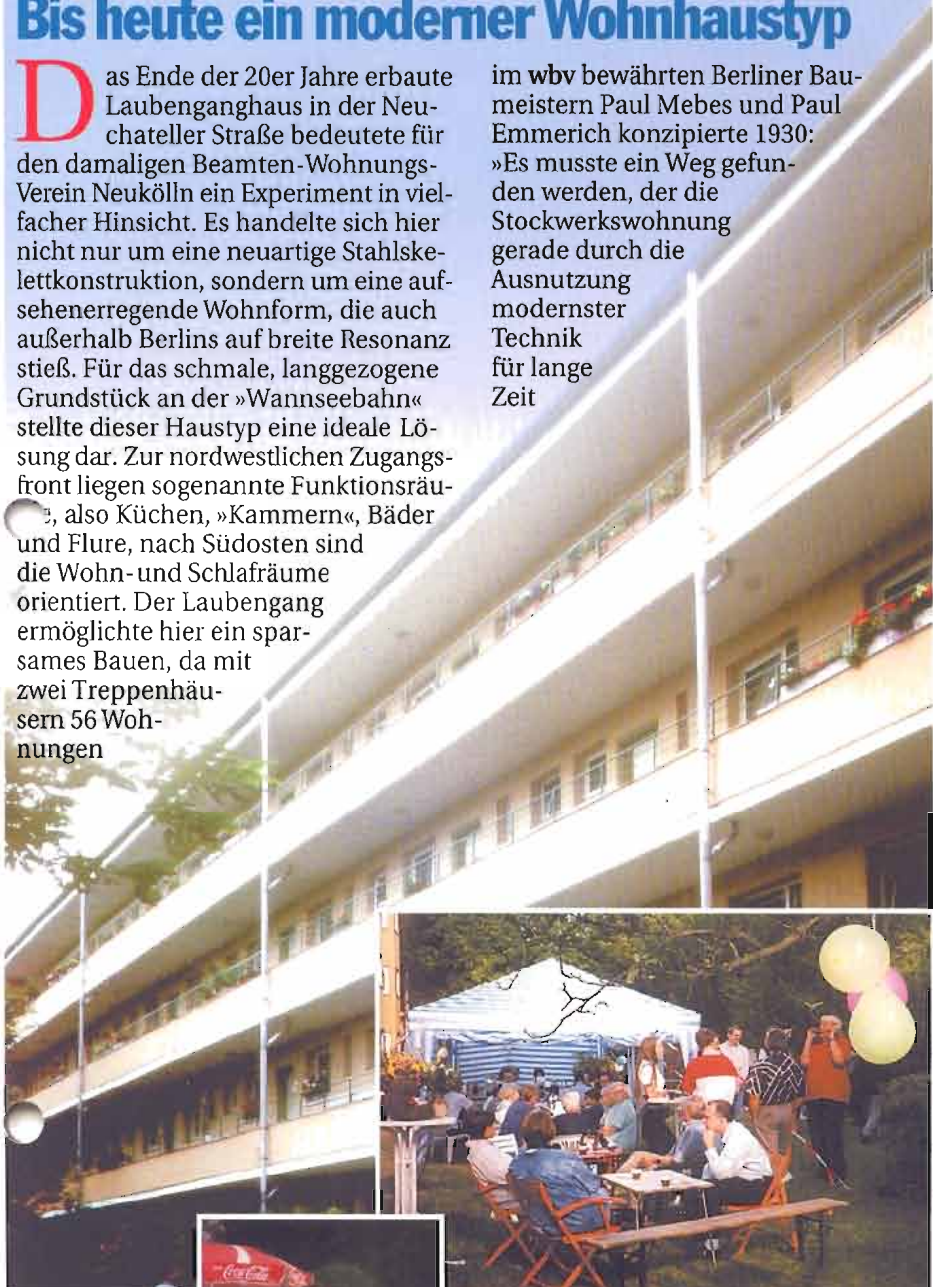 Bis heute ein moderner Wohnhaustyp
Das Ende der 20er Jahre erbaute
Laubenganghaus in der Neu-
chateller Straße bedeutete für
den damaligen Beamten-Wohnungs-
Verein Neukölln ein Experiment in viel-
facher Hinsicht. Es handelte sich hier
nicht nur um eine neuartige Stahlske-
lettkonstruktion, sondern um eine auf-
sehenerregende Wohnform, die auch
außerhalb Berlins auf breite Resonanz
stieß. Für das schmale, langgezogene
Grundstück an der »Wannseebahn«
stellte dieser Haustyp eine ideale Lö-
sung dar. Zur nordwestlichen Zugangs-
front liegen sogenannte Funktionsräu-
also Küchen, »Kammern«, Bäder
und Flure, nach Südosten sind
die Wohn- und Schlafräume
orientiert. Der Laubengang
ermöglichte hier ein spar-
sames Bauen, da mit
zwei Treppenhäu-
sern 56 Woh-
nungen
im wbv bewährten Berliner Bau-
meistern Paul Mebes und Paul
Emmerich konzipierte 1930:
»Es musste ein Weg gefun-
den werden, der die
Stockwerkswohnung
gerade durch die
Ausnutzung
modernster
Technik
für lange
Zeit
Coca-Cola